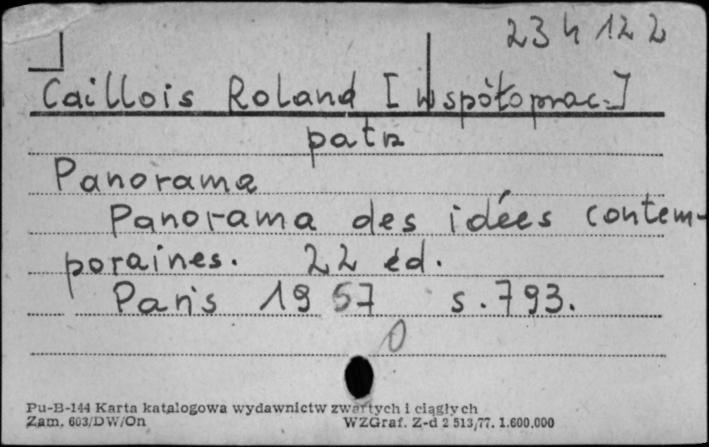 234122
Caillois Roland [Współoprac.]
patrz
Panorama
Panorama des idées contem-
poraines. 22 éd.
Paris 1957 s. 793.
0
Pu-B-144 Karta katalogowa wydawnictw zwartych i ciągłych
Zam. 603/DW/On WZGraf. Z-d 2 513/77. 1.600.000